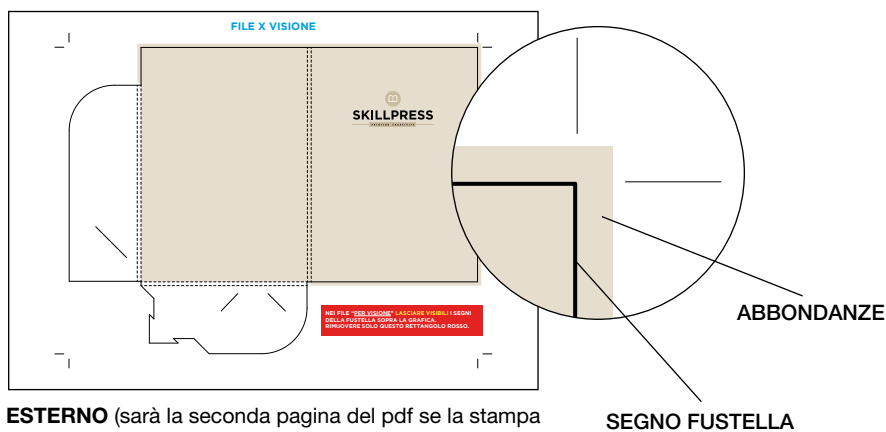 FILE X VISIONE
SKILLPRESS
NEI FILE "PER VISIONE" LASCIARE VISIBILI I SEGNI
DELLA FUSTELLA SOPRA LA GRAFICA.
RIMUOVERE SOLO QUESTO RETTANGOLO ROSSO.
ABBONDANZE
SEGNO FUSTELLA
ESTERNO (sarà la seconda pagina del pdf se la stampa